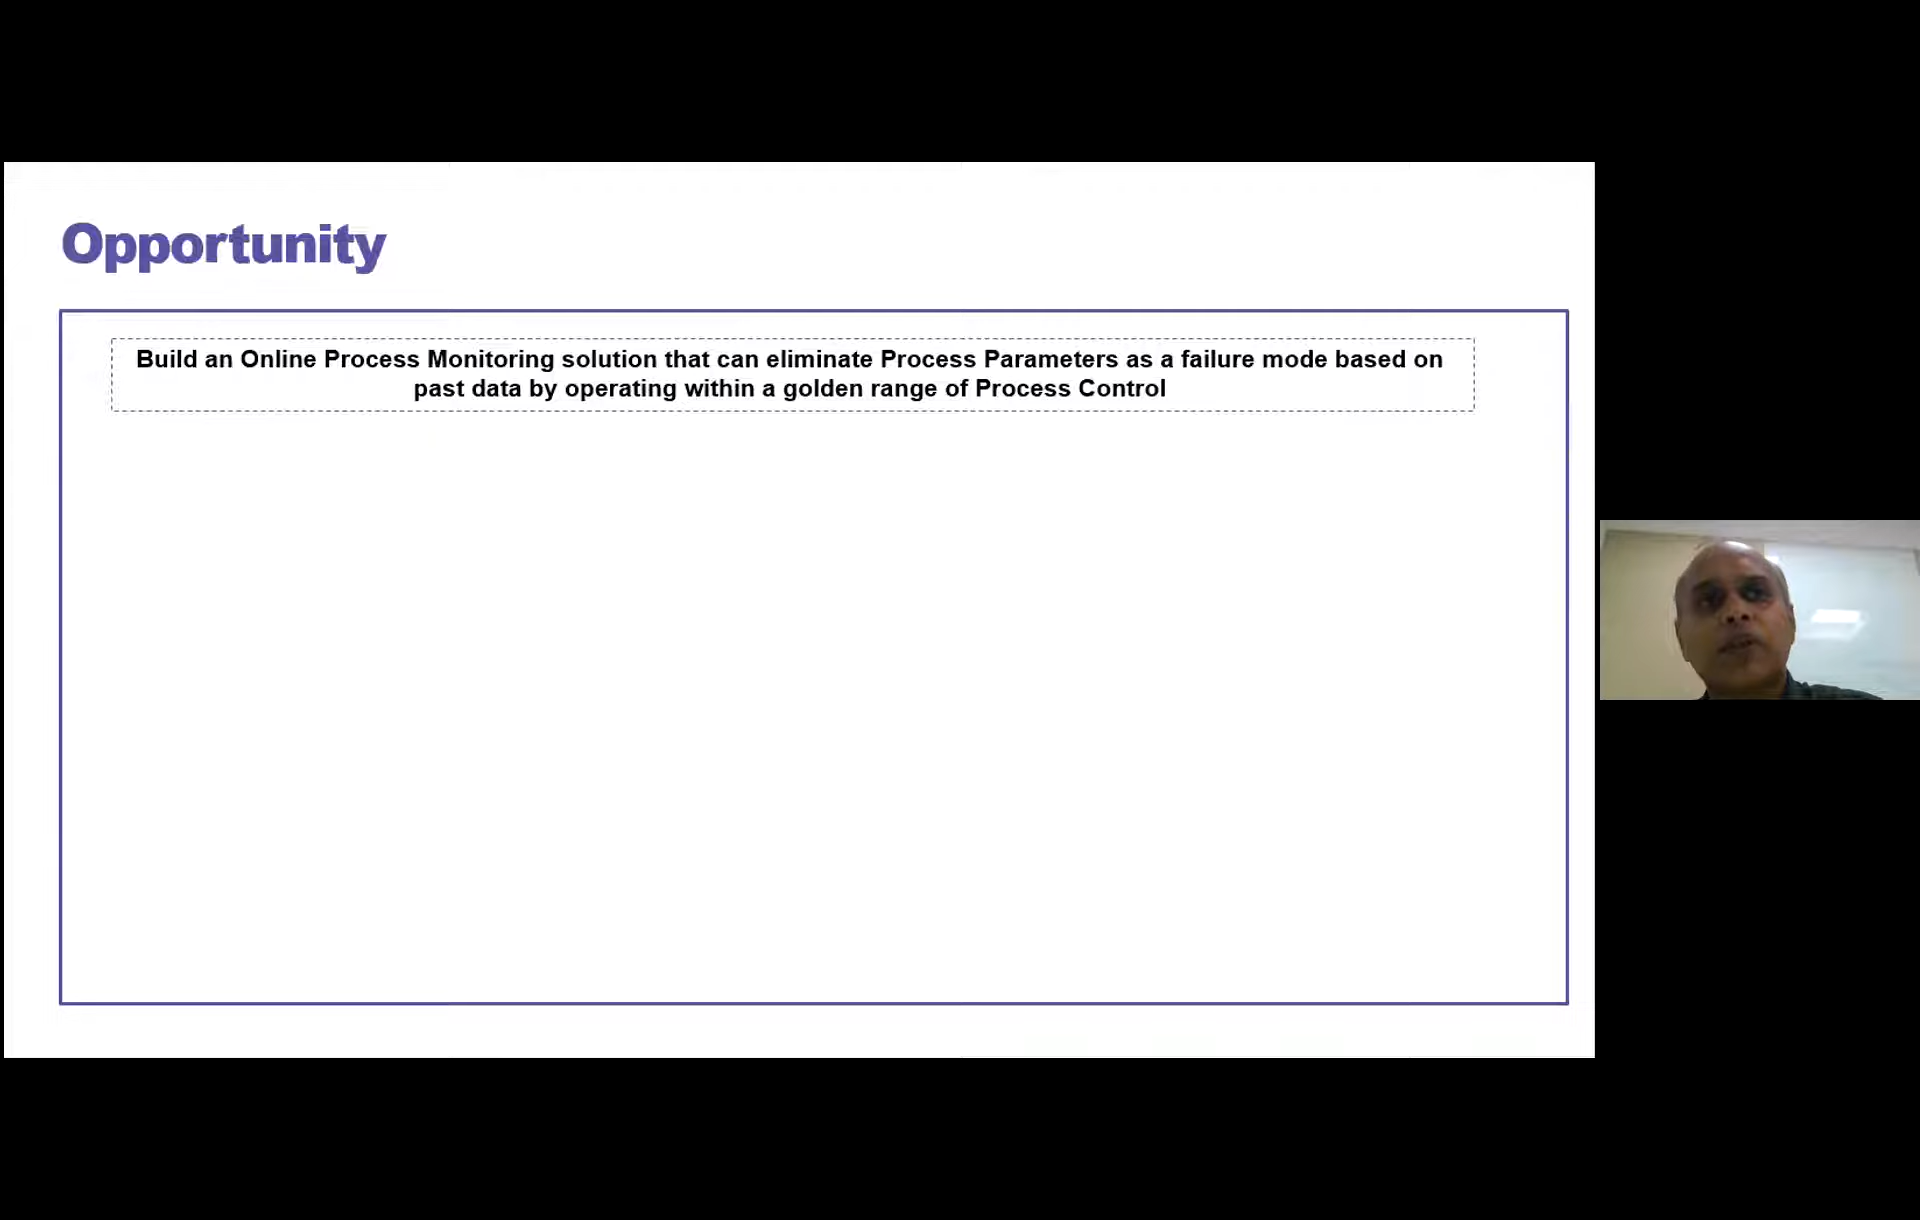 Opportunity
Build an Online Process Monitoring solution that can eliminate Process Parameters as a failure mode based on
past data by operating within a golden range of Process Control